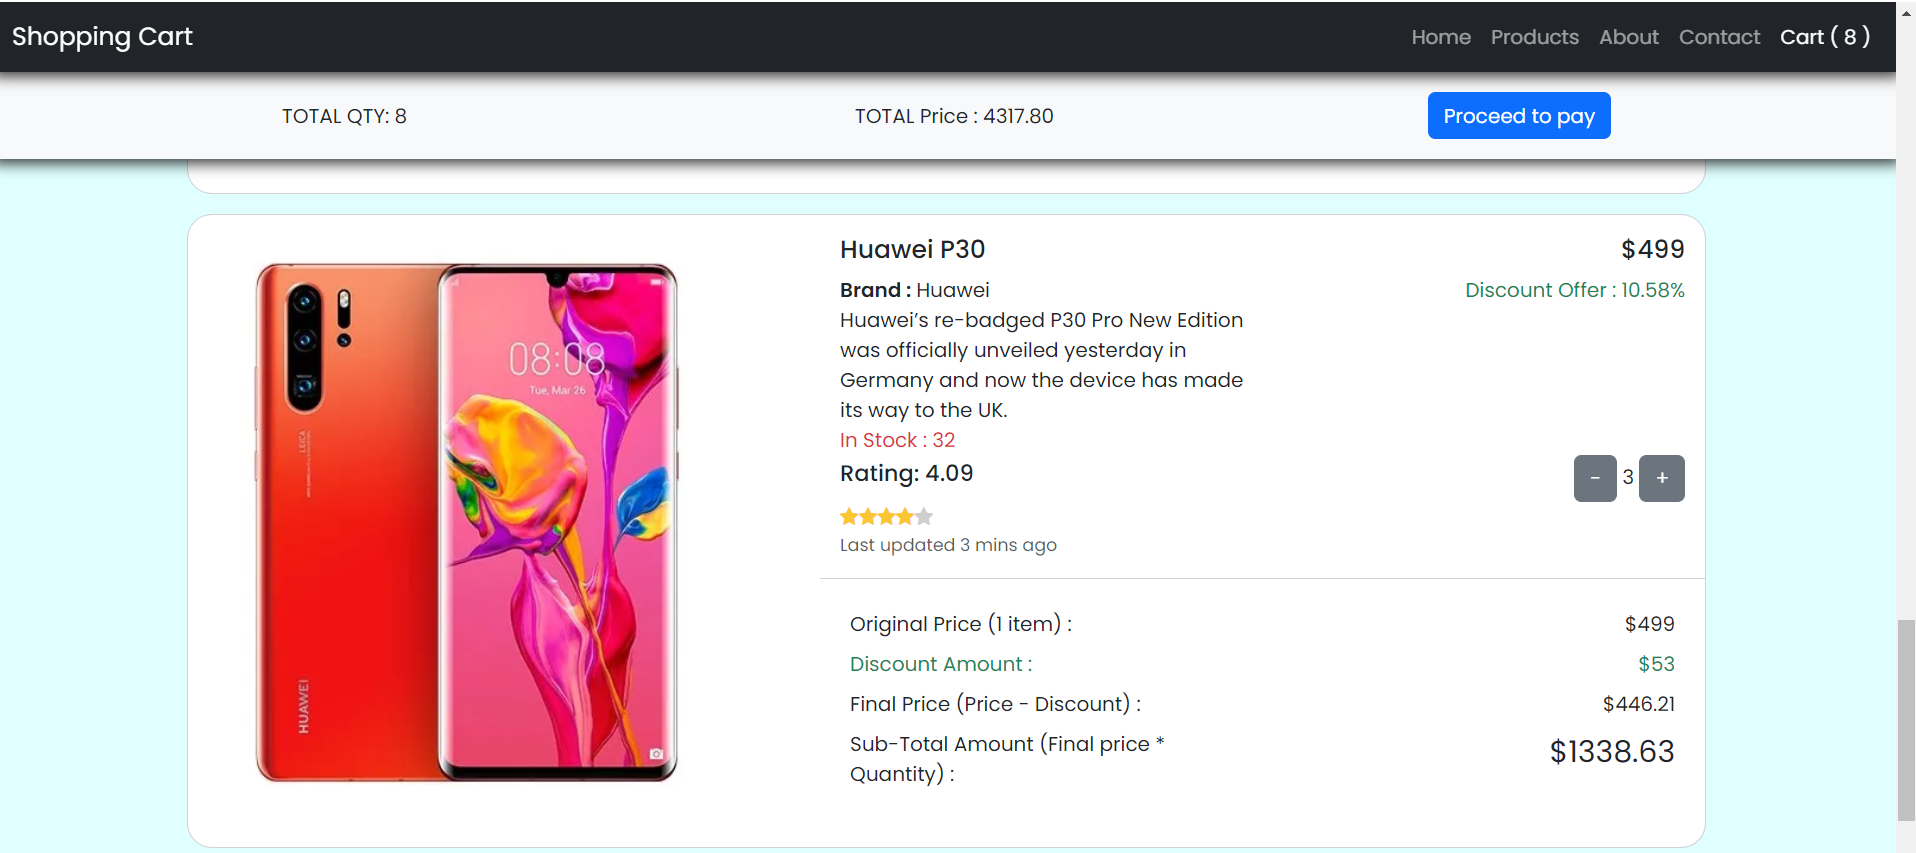 Shopping Cart
Home Products About Contact Cart ( 8 )
TOTAL QTY: 8
TOTAL Price : 4317.80
Proceed to pay
Huawei P30
$499
Brand : Huawei
Discount Offer : 10.58%
Huawei’s re-badged P30 Pro New Edition
was officially unveiled yesterday in
Germany and now the device has made
its way to the UK.
In Stock : 32
Rating: 4.09
- 3 +
Last updated 3 mins ago
Original Price (1 item) :
$499
Discount Amount :
$53
Final Price (Price - Discount) :
$446.21
Sub-Total Amount (Final price *
Quantity) :
$1338.63
08:08
Tue, Mar 26
LEICA
HUAWEI